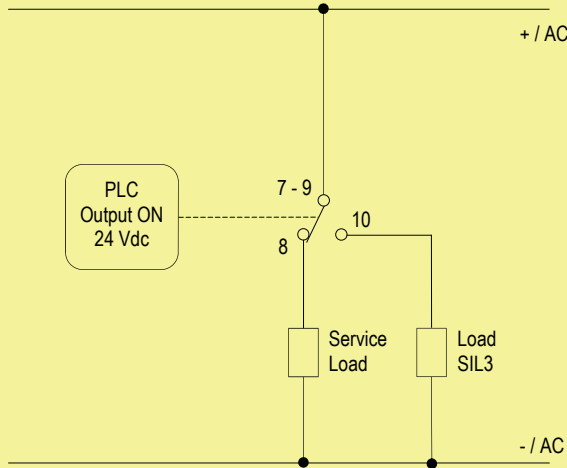 + / AC
PLC
Output ON
24 Vdc
7 - 9
10
8
Service
Load
Load
SIL3
- / AC